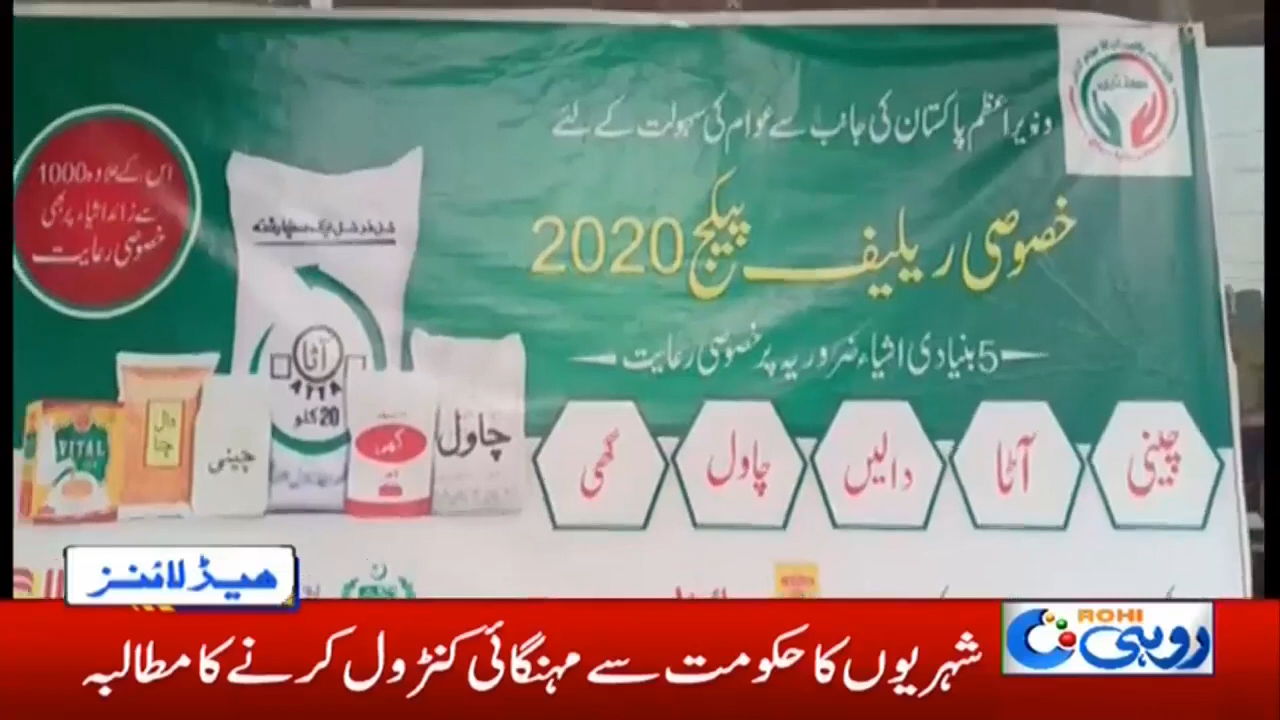 وزیراعظم پاکستان کی جانب سے عوام کی سہولت کے لئے
خصوصی ریلیف پیکج 2020
5 بنیادی اشیاء ضروریہ پر خصوصی رعایت
چینی
آٹا
دالیں
چاول
گھی
اس کے علاوہ 1000
سے زائد اشیاء پر بھی
خصوصی رعایت
آٹا
ATTA
20 کلو
چاول
گھی
چینی
دال
چنا
VITAL
ہیڈلائنز
ROHI
روہی
شہریوں کا حکومت سے مہنگائی کنٹرول کرنے کا مطالبہ